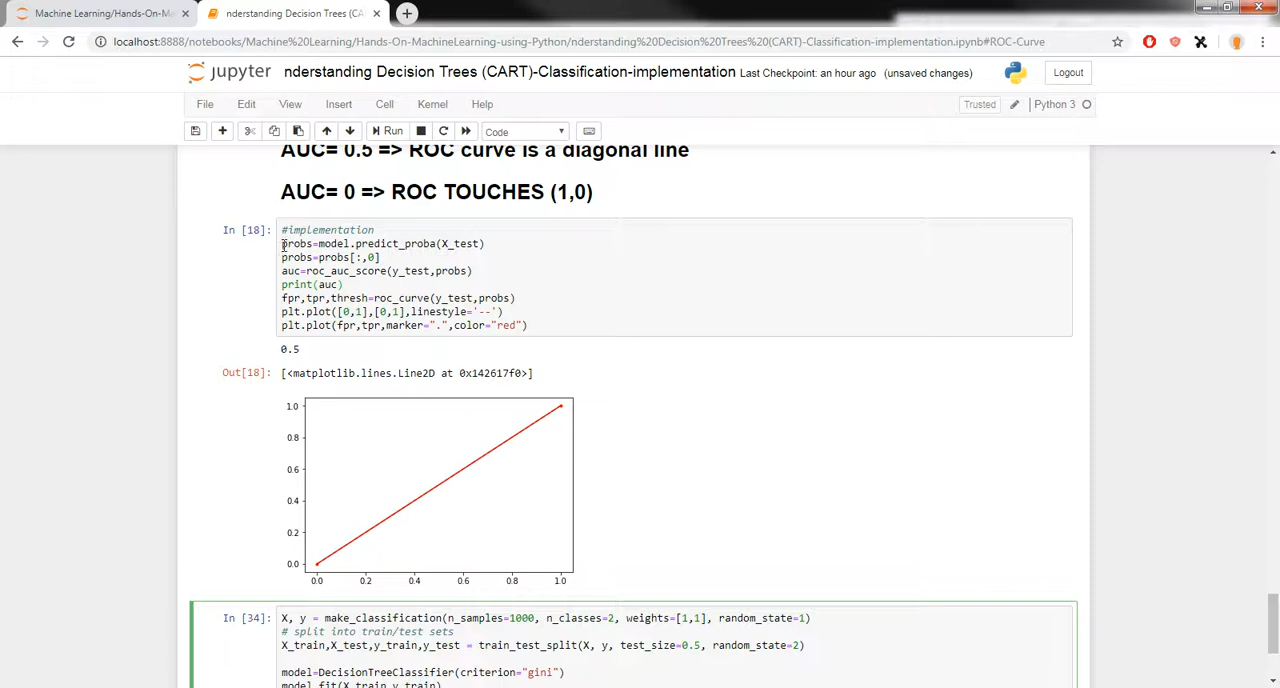 Machine Learning/Hands-On-Me
nderstanding Decision Trees (CA
localhost:8888/notebooks/Machine%20Learning/Hands-On-MachineLearning-using-Python/nderstanding%20Decision%20Trees%20(CART)-Classification-implementation.ipynb#ROC-Curve
jupyter nderstanding Decision Trees (CART)-Classification-implementation Last Checkpoint: an hour ago (unsaved changes) Logout
File Edit View Insert Cell Kernel Help Trusted Python 3
Run Code
AUC= 0.5 => ROC curve is a diagonal line
AUC= 0 => ROC TOUCHES (1,0)
In [18]: #implementation
probs=model.predict_proba(X_test)
probs=probs[:,0]
auc=roc_auc_score(y_test,probs)
print(auc)
fpr,tpr,thresh=roc_curve(y_test,probs)
plt.plot([0,1],[0,1],linestyle='--')
plt.plot(fpr,tpr,marker=".",color="red")
0.5
Out[18]: [<matplotlib.lines.Line2D at 0x142617f0>]
1.0
0.8
0.6
0.4
0.2
0.0
0.0 0.2 0.4 0.6 0.8 1.0
In [34]: X, y = make_classification(n_samples=1000, n_classes=2, weights=[1,1], random_state=1)
# split into train/test sets
X_train,X_test,y_train,y_test = train_test_split(X, y, test_size=0.5, random_state=2)
model=DecisionTreeClassifier(criterion="gini")
model.fit(X_train,y_train)